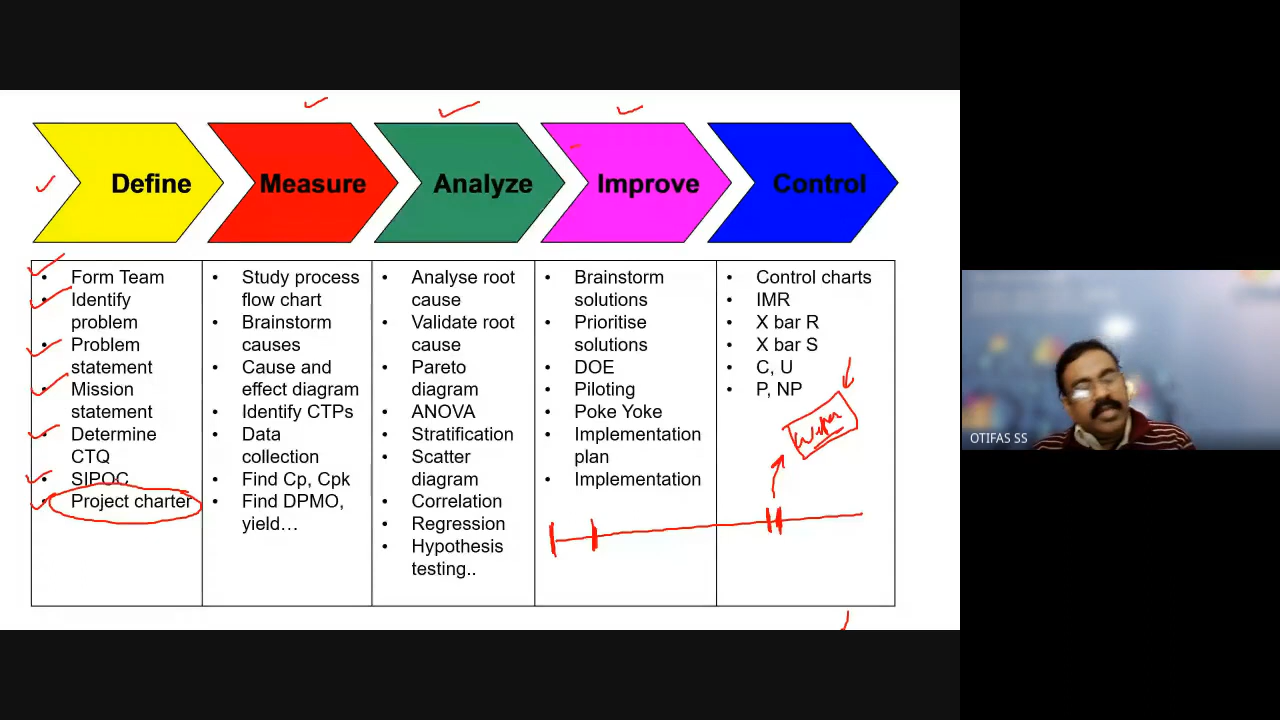 Define
Measure
Analyze
Improve
Control
• Form Team
• Identify
problem
• Problem
statement
• Mission
statement
• Determine
CTQ
• SIPOC
• Project charter
• Study process
flow chart
• Brainstorm
causes
• Cause and
effect diagram
• Identify CTPs
• Data
collection
• Find Cp, Cpk
• Find DPMO,
yield…
• Analyse root
cause
• Validate root
cause
• Pareto
diagram
• ANOVA
• Stratification
• Scatter
diagram
• Correlation
• Regression
• Hypothesis
testing..
• Brainstorm
solutions
• Prioritise
solutions
• DOE
• Piloting
• Poke Yoke
• Implementation
plan
• Implementation
• Control charts
• IMR
• X bar R
• X bar S
• C, U
• P, NP
OTIFAS SS